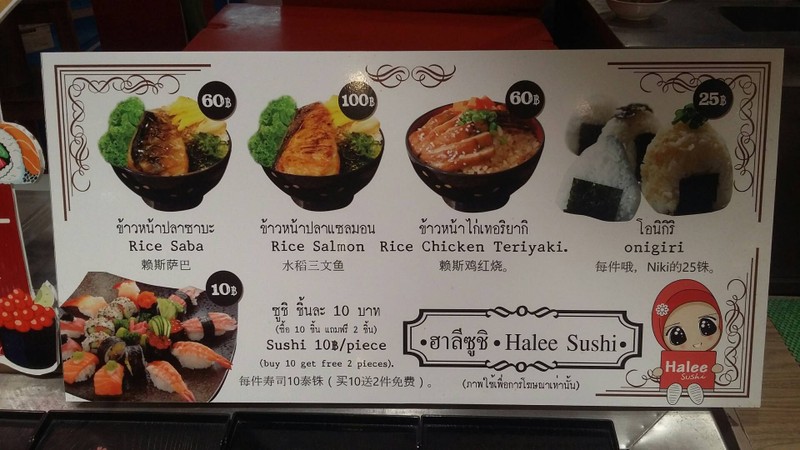 60฿
100฿
60฿
25฿
ข้าวหน้าปลาซาบะ
Rice Saba
赖斯萨巴
ข้าวหน้าปลาแซลมอน
Rice Salmon
水稻三文鱼
ข้าวหน้าไก่เทอริยากิ
Rice Chicken Teriyaki.
赖斯鸡红烧。
โอนิกิริ
onigiri
每件哦，Niki的25铢。
10฿
ซูชิ ชิ้นละ 10 บาท
(ซื้อ 10 ชิ้น แถมฟรี 2 ชิ้น)
Sushi 10฿/piece
(buy 10 get free 2 pieces).
每件寿司10泰铢（买10送2件免费）。
•ฮาลีซูชิ • Halee Sushi•
(ภาพใช้เพื่อการโฆษณาเท่านั้น)
Halee
Sushi